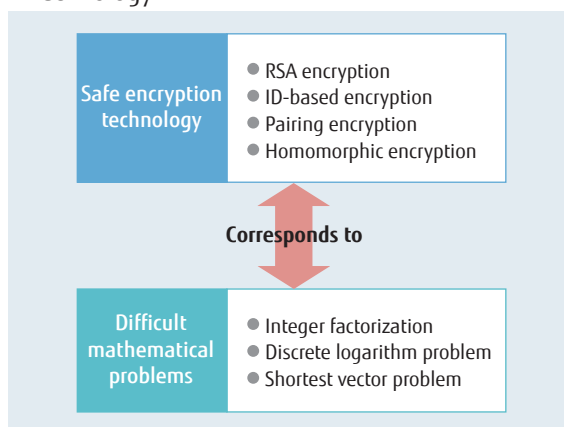 Safe encryption
technology
● RSA encryption
● ID-based encryption
● Pairing encryption
● Homomorphic encryption
Corresponds to
Difficult
mathematical
problems
● Integer factorization
● Discrete logarithm problem
● Shortest vector problem